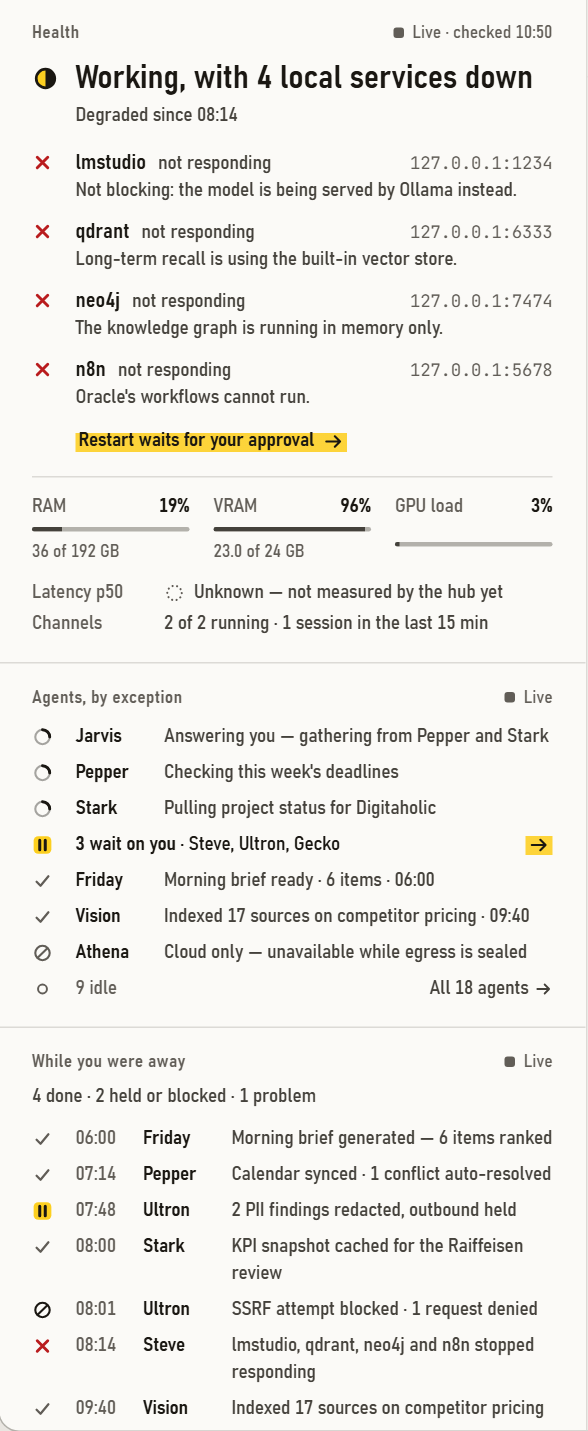 Health
Live · checked 10:50
Working, with 4 local services down
Degraded since 08:14
lmstudio not responding 127.0.0.1:1234
Not blocking: the model is being served by Ollama instead.
qdrant not responding 127.0.0.1:6333
Long-term recall is using the built-in vector store.
neo4j not responding 127.0.0.1:7474
The knowledge graph is running in memory only.
n8n not responding 127.0.0.1:5678
Oracle's workflows cannot run.
Restart waits for your approval →
RAM 19% VRAM 96% GPU load 3%
36 of 192 GB 23.0 of 24 GB
Latency p50 Unknown — not measured by the hub yet
Channels 2 of 2 running · 1 session in the last 15 min
Agents, by exception
Live
Jarvis Answering you — gathering from Pepper and Stark
Pepper Checking this week's deadlines
Stark Pulling project status for Digitaholic
3 wait on you · Steve, Ultron, Gecko →
Friday Morning brief ready · 6 items · 06:00
Vision Indexed 17 sources on competitor pricing · 09:40
Athena Cloud only — unavailable while egress is sealed
9 idle All 18 agents →
While you were away
Live
4 done · 2 held or blocked · 1 problem
06:00 Friday Morning brief generated — 6 items ranked
07:14 Pepper Calendar synced · 1 conflict auto-resolved
07:48 Ultron 2 PII findings redacted, outbound held
08:00 Stark KPI snapshot cached for the Raiffeisen
review
08:01 Ultron SSRF attempt blocked · 1 request denied
08:14 Steve lmstudio, qdrant, neo4j and n8n stopped
responding
09:40 Vision Indexed 17 sources on competitor pricing